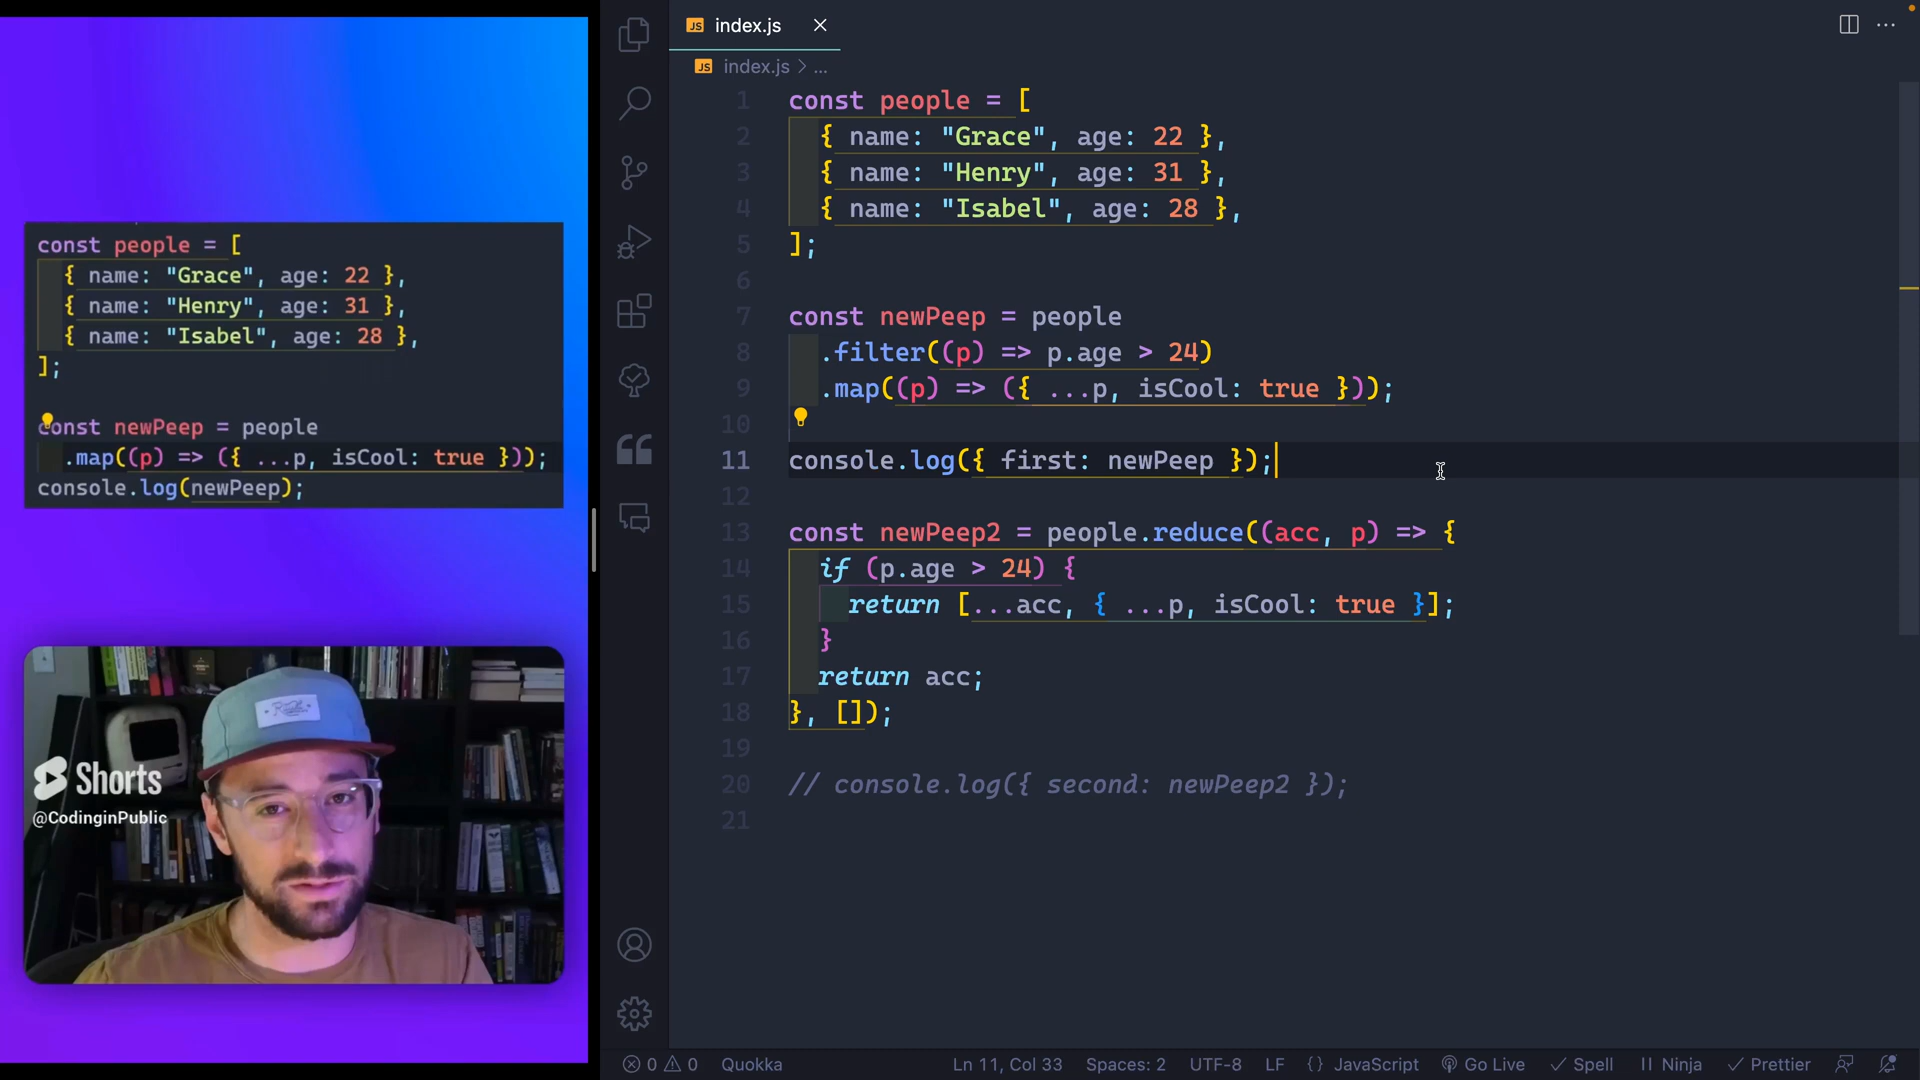 const people = [
{ name: "Grace", age: 22 },
{ name: "Henry", age: 31 },
{ name: "Isabel", age: 28 },
];
const newPeep = people
.map((p) => ({ ...p, isCool: true }));
console.log(newPeep);
Shorts
@CodinginPublic
JS index.js
JS index.js > ...
1 const people = [
2 { name: "Grace", age: 22 },
3 { name: "Henry", age: 31 },
4 { name: "Isabel", age: 28 },
5 ];
6
7 const newPeep = people
8 .filter((p) => p.age > 24)
9 .map((p) => ({ ...p, isCool: true }));
10
11 console.log({ first: newPeep });
12
13 const newPeep2 = people.reduce((acc, p) => {
14 if (p.age > 24) {
15 return [...acc, { ...p, isCool: true }];
16 }
17 return acc;
18 }, []);
19
20 // console.log({ second: newPeep2 });
21
0 0 Quokka Ln 11, Col 33 Spaces: 2 UTF-8 LF {} JavaScript Go Live Spell Ninja Prettier